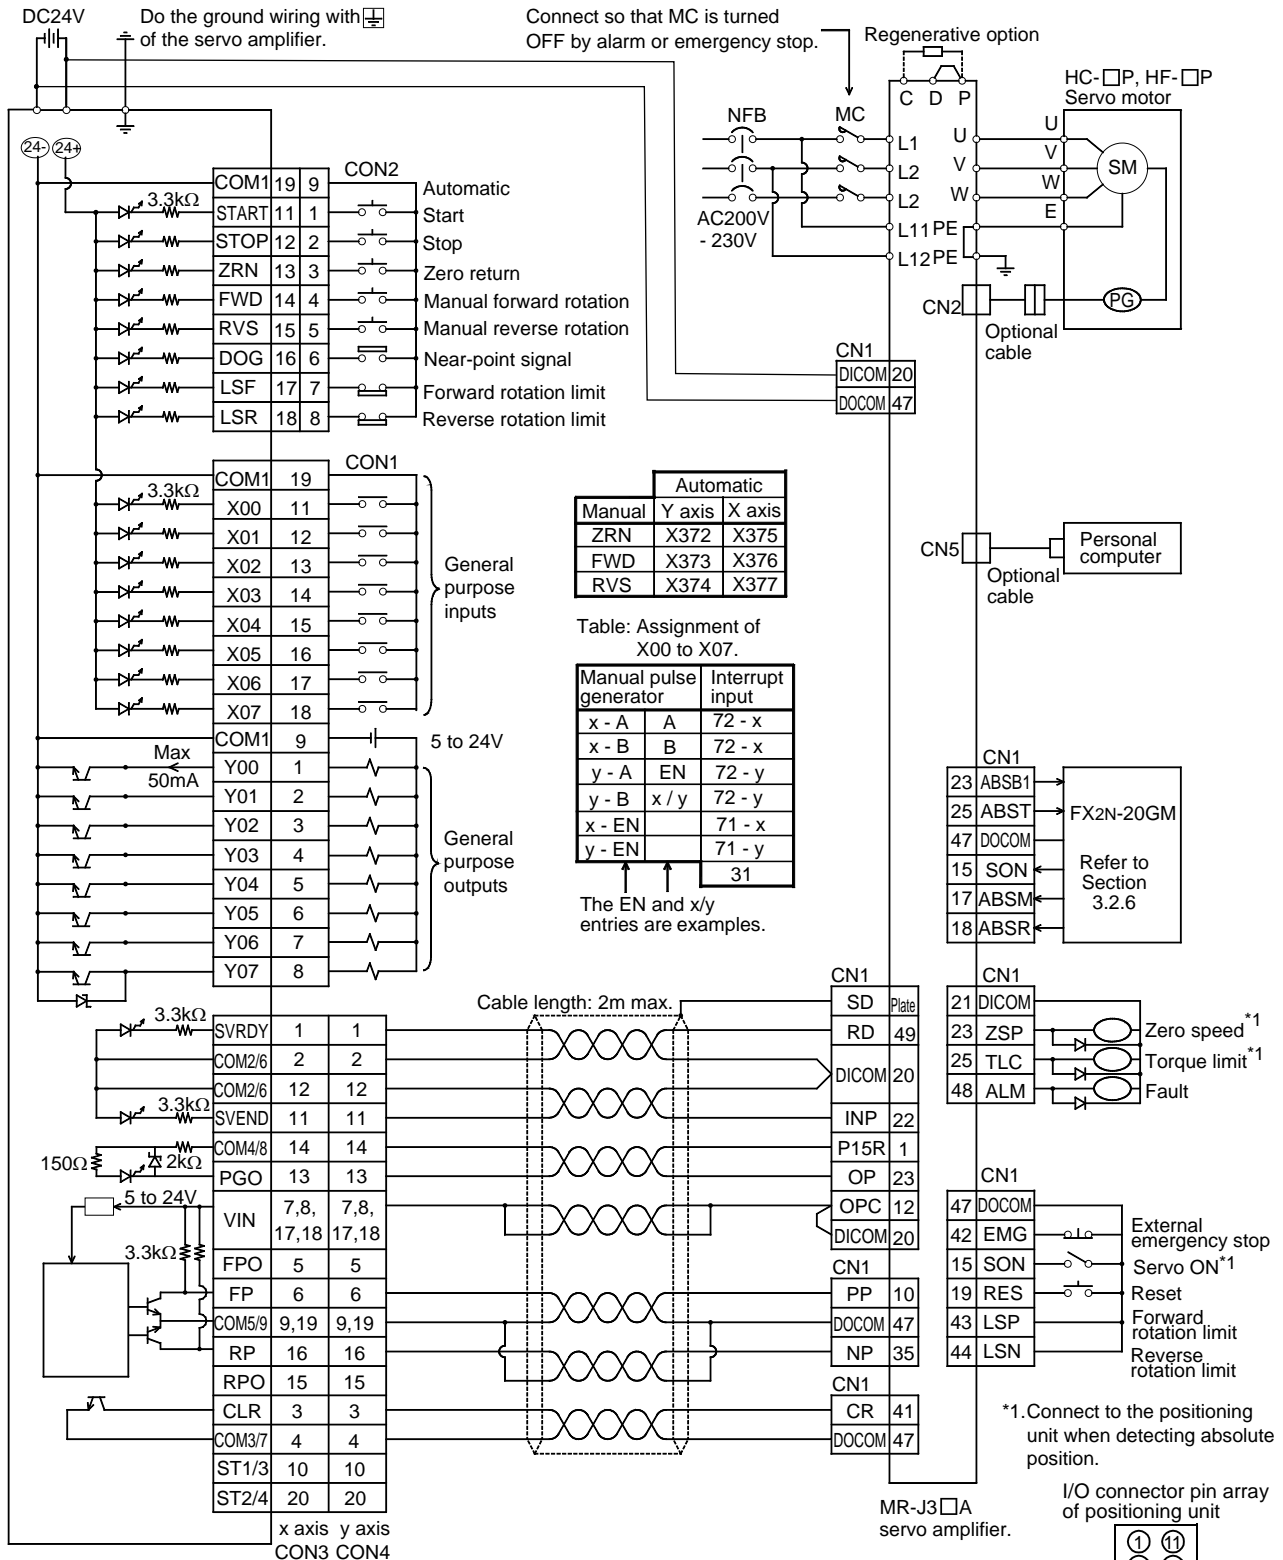 DC24V
Do the ground wiring with
of the servo amplifier.
Connect so that MC is turned
OFF by alarm or emergency stop.
Regenerative option
HC-□P, HF-□P
Servo motor
C D P
NFB
MC
L1
L2
L2
L11 PE
L12 PE
AC200V
- 230V
U
V
W
U
V
W
E
SM
PG
CN2
Optional
cable
24-
24+
CON2
COM1 19 9 Automatic
3.3kΩ
START 11 1 Start
STOP 12 2 Stop
ZRN 13 3 Zero return
FWD 14 4 Manual forward rotation
RVS 15 5 Manual reverse rotation
DOG 16 6 Near-point signal
LSF 17 7 Forward rotation limit
LSR 18 8 Reverse rotation limit
CN1
DICOM 20
DOCOM 47
CON1
COM1 19
3.3kΩ
X00 11
X01 12
X02 13
X03 14
X04 15
X05 16
X06 17
X07 18
General
purpose
inputs
Automatic
Manual Y axis X axis
ZRN X372 X375
FWD X373 X376
RVS X374 X377
CN5
Optional
cable
Personal
computer
Table: Assignment of
X00 to X07.
Manual pulse
generator
Interrupt
input
x - A A 72 - x
x - B B 72 - x
y - A EN 72 - y
y - B x / y 72 - y
x - EN 71 - x
y - EN 71 - y
31
The EN and x/y
entries are examples.
COM1 9 5 to 24V
Max
50mA
Y00 1
Y01 2
Y02 3
Y03 4
Y04 5
Y05 6
Y06 7
Y07 8
General
purpose
outputs
CN1
23 ABSB1
25 ABST
47 DOCOM
15 SON
17 ABSM
18 ABSR
FX2N-20GM
Refer to
Section
3.2.6
Cable length: 2m max.
3.3kΩ
SVRDY 1 1
COM2/6 2 2
COM2/6 12 12
3.3kΩ
SVEND 11 11
COM4/8 14 14
150Ω
2kΩ
PGO 13 13
5 to 24V
VIN 7,8, 7,8,
17,18 17,18
3.3kΩ
FPO 5 5
FP 6 6
COM5/9 9,19 9,19
RP 16 16
RPO 15 15
CLR 3 3
COM3/7 4 4
ST1/3 10 10
ST2/4 20 20
x axis y axis
CON3 CON4
CN1
SD Plate
RD 49
DICOM 20
INP 22
P15R 1
OP 23
OPC 12
DICOM 20
CN1
PP 10
DOCOM 47
NP 35
CN1
CR 41
DOCOM 47
MR-J3□A
servo amplifier.
CN1
21 DICOM
23 ZSP Zero speed*1
25 TLC Torque limit*1
48 ALM Fault
CN1
47 DOCOM
42 EMG External
emergency stop
15 SON Servo ON*1
19 RES Reset
43 LSP Forward
rotation limit
44 LSN Reverse
rotation limit
*1.Connect to the positioning
unit when detecting absolute
position.
I/O connector pin array
of positioning unit
1 11